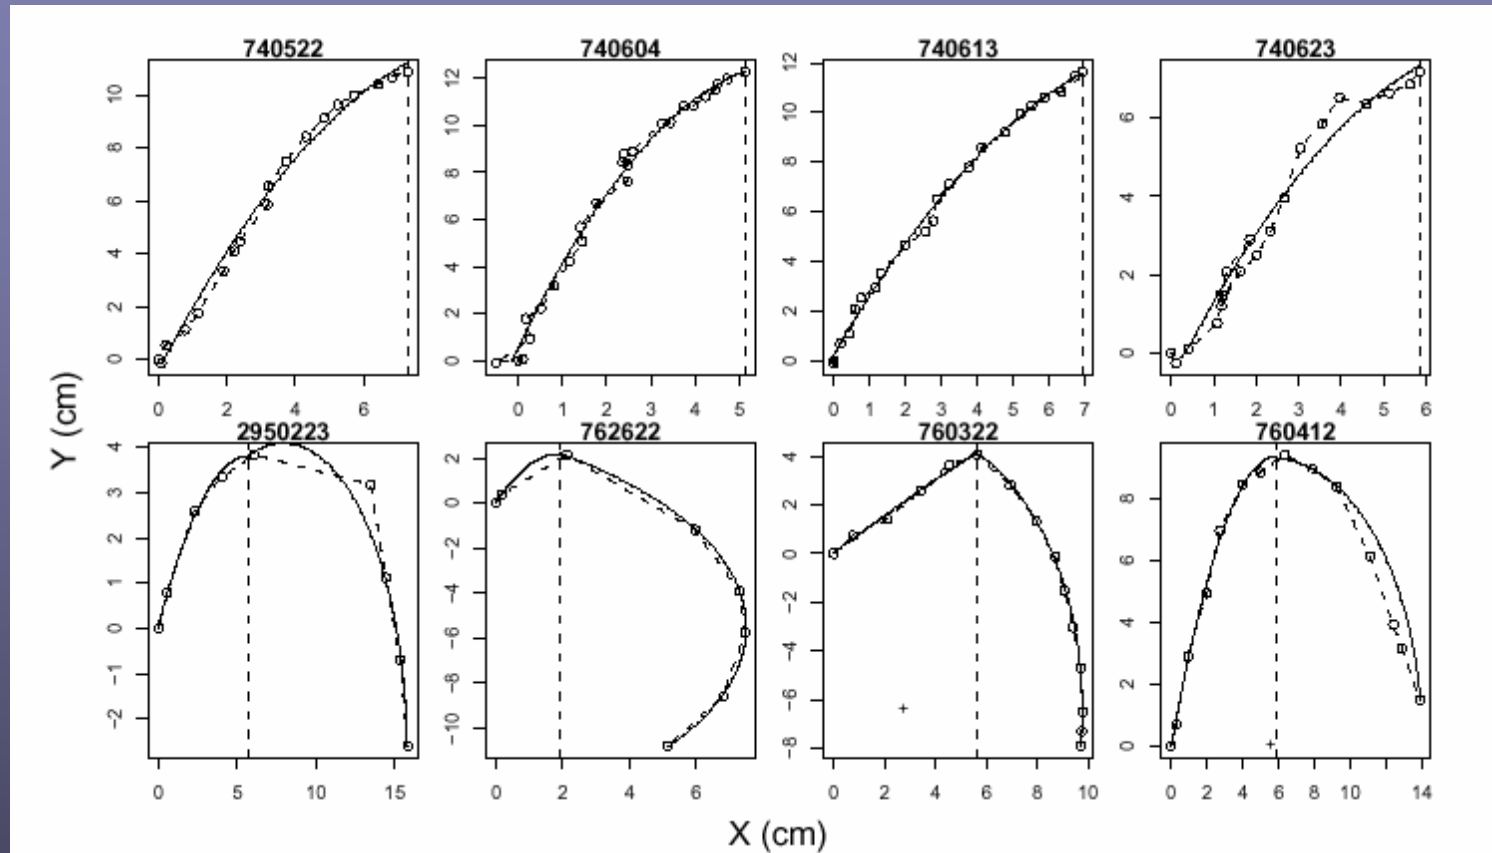 740522 740604 740613 740623
10 8 6 4 2 0
12 10 8 6 4 2 0
12 10 8 6 4 2 0
6 4 2 0
0 2 4 6
0 1 2 3 4 5
0 1 2 3 4 5 6 7
0 1 2 3 4 5 6
Y (cm)
2950223 762622 760322 760412
4 3 2 1 0 −1 −2
2 0 −2 −4 −6 −8 −10
4 2 0 −2 −4 −6 −8
8 6 4 2 0
0 5 10 15
0 2 4 6
0 2 4 6 8 10
0 2 4 6 8 10 14
X (cm)